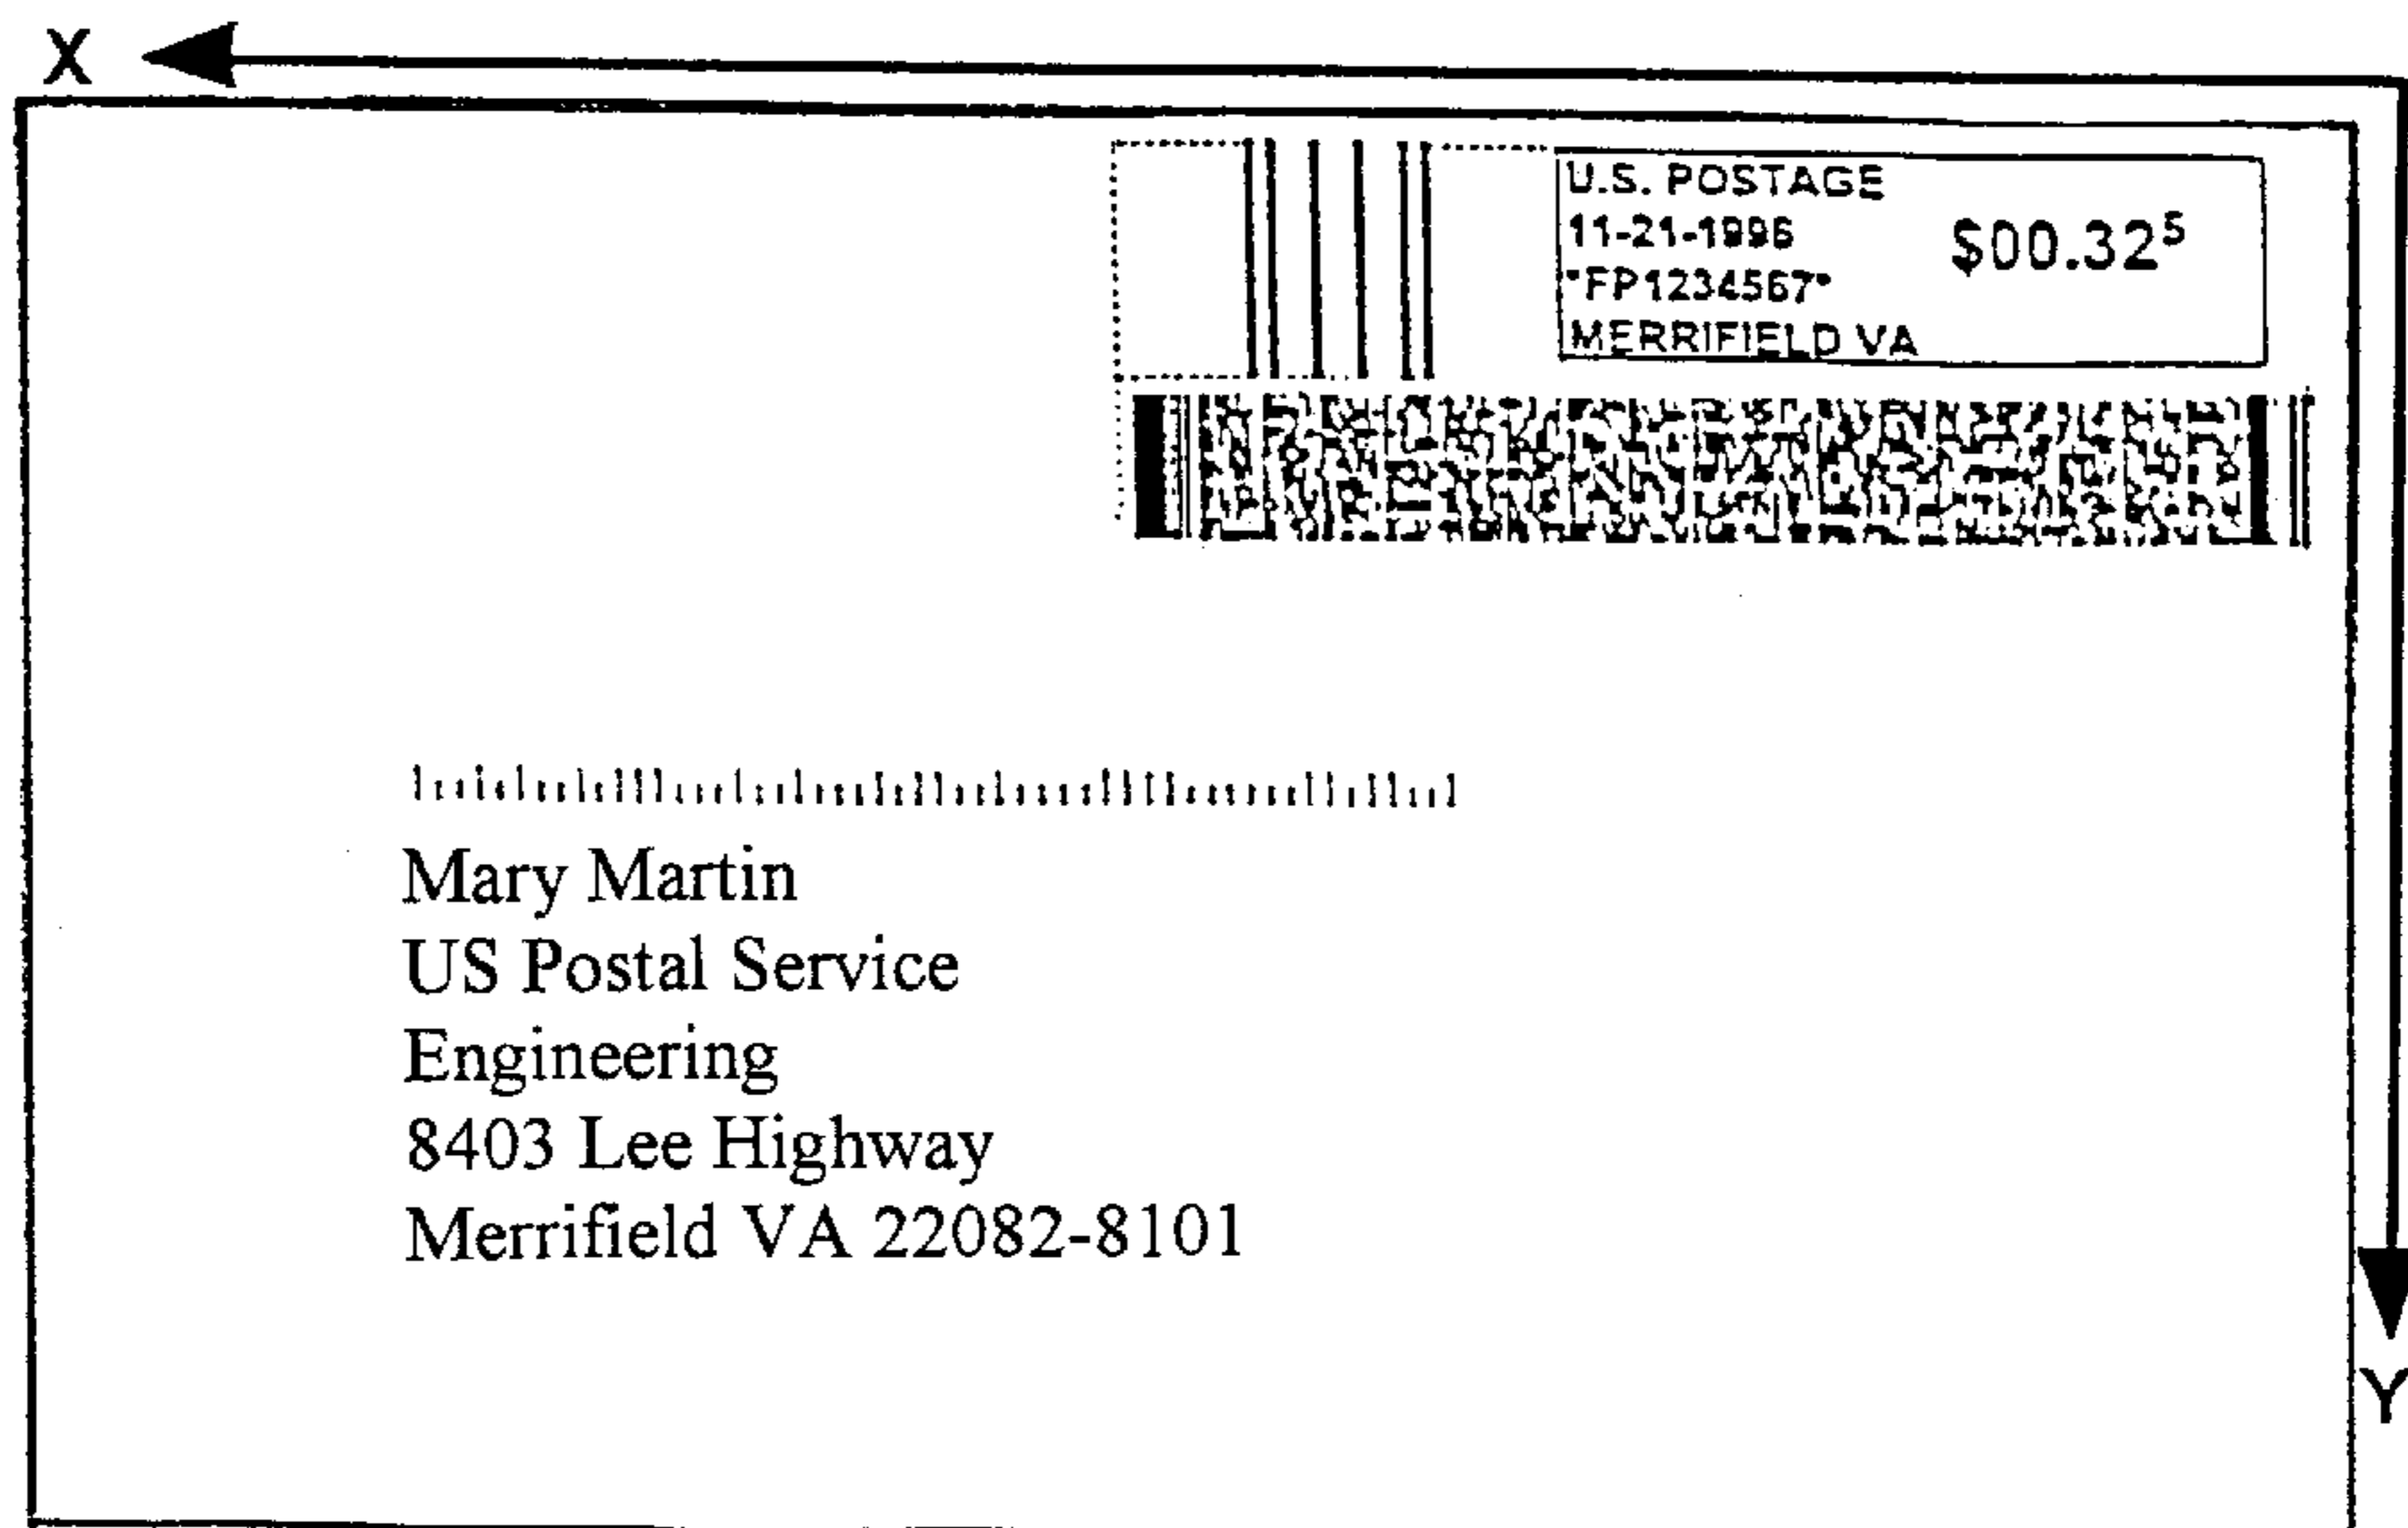 X
U.S. POSTAGE
11-21-1996
$00.32⁵
*FP1234567*
MERRIFIELD VA
Mary Martin
US Postal Service
Engineering
8403 Lee Highway
Merrifield VA 22082-8101
Y